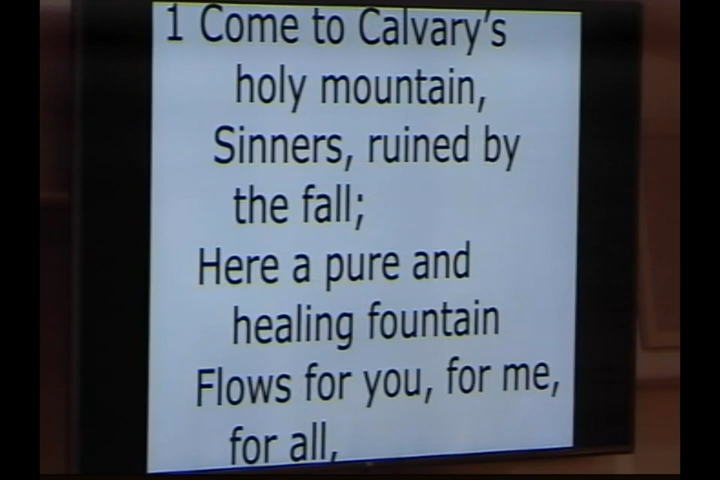 1 Come to Calvary's
holy mountain,
Sinners, ruined by
the fall;
Here a pure and
healing fountain
Flows for you, for me,
for all,